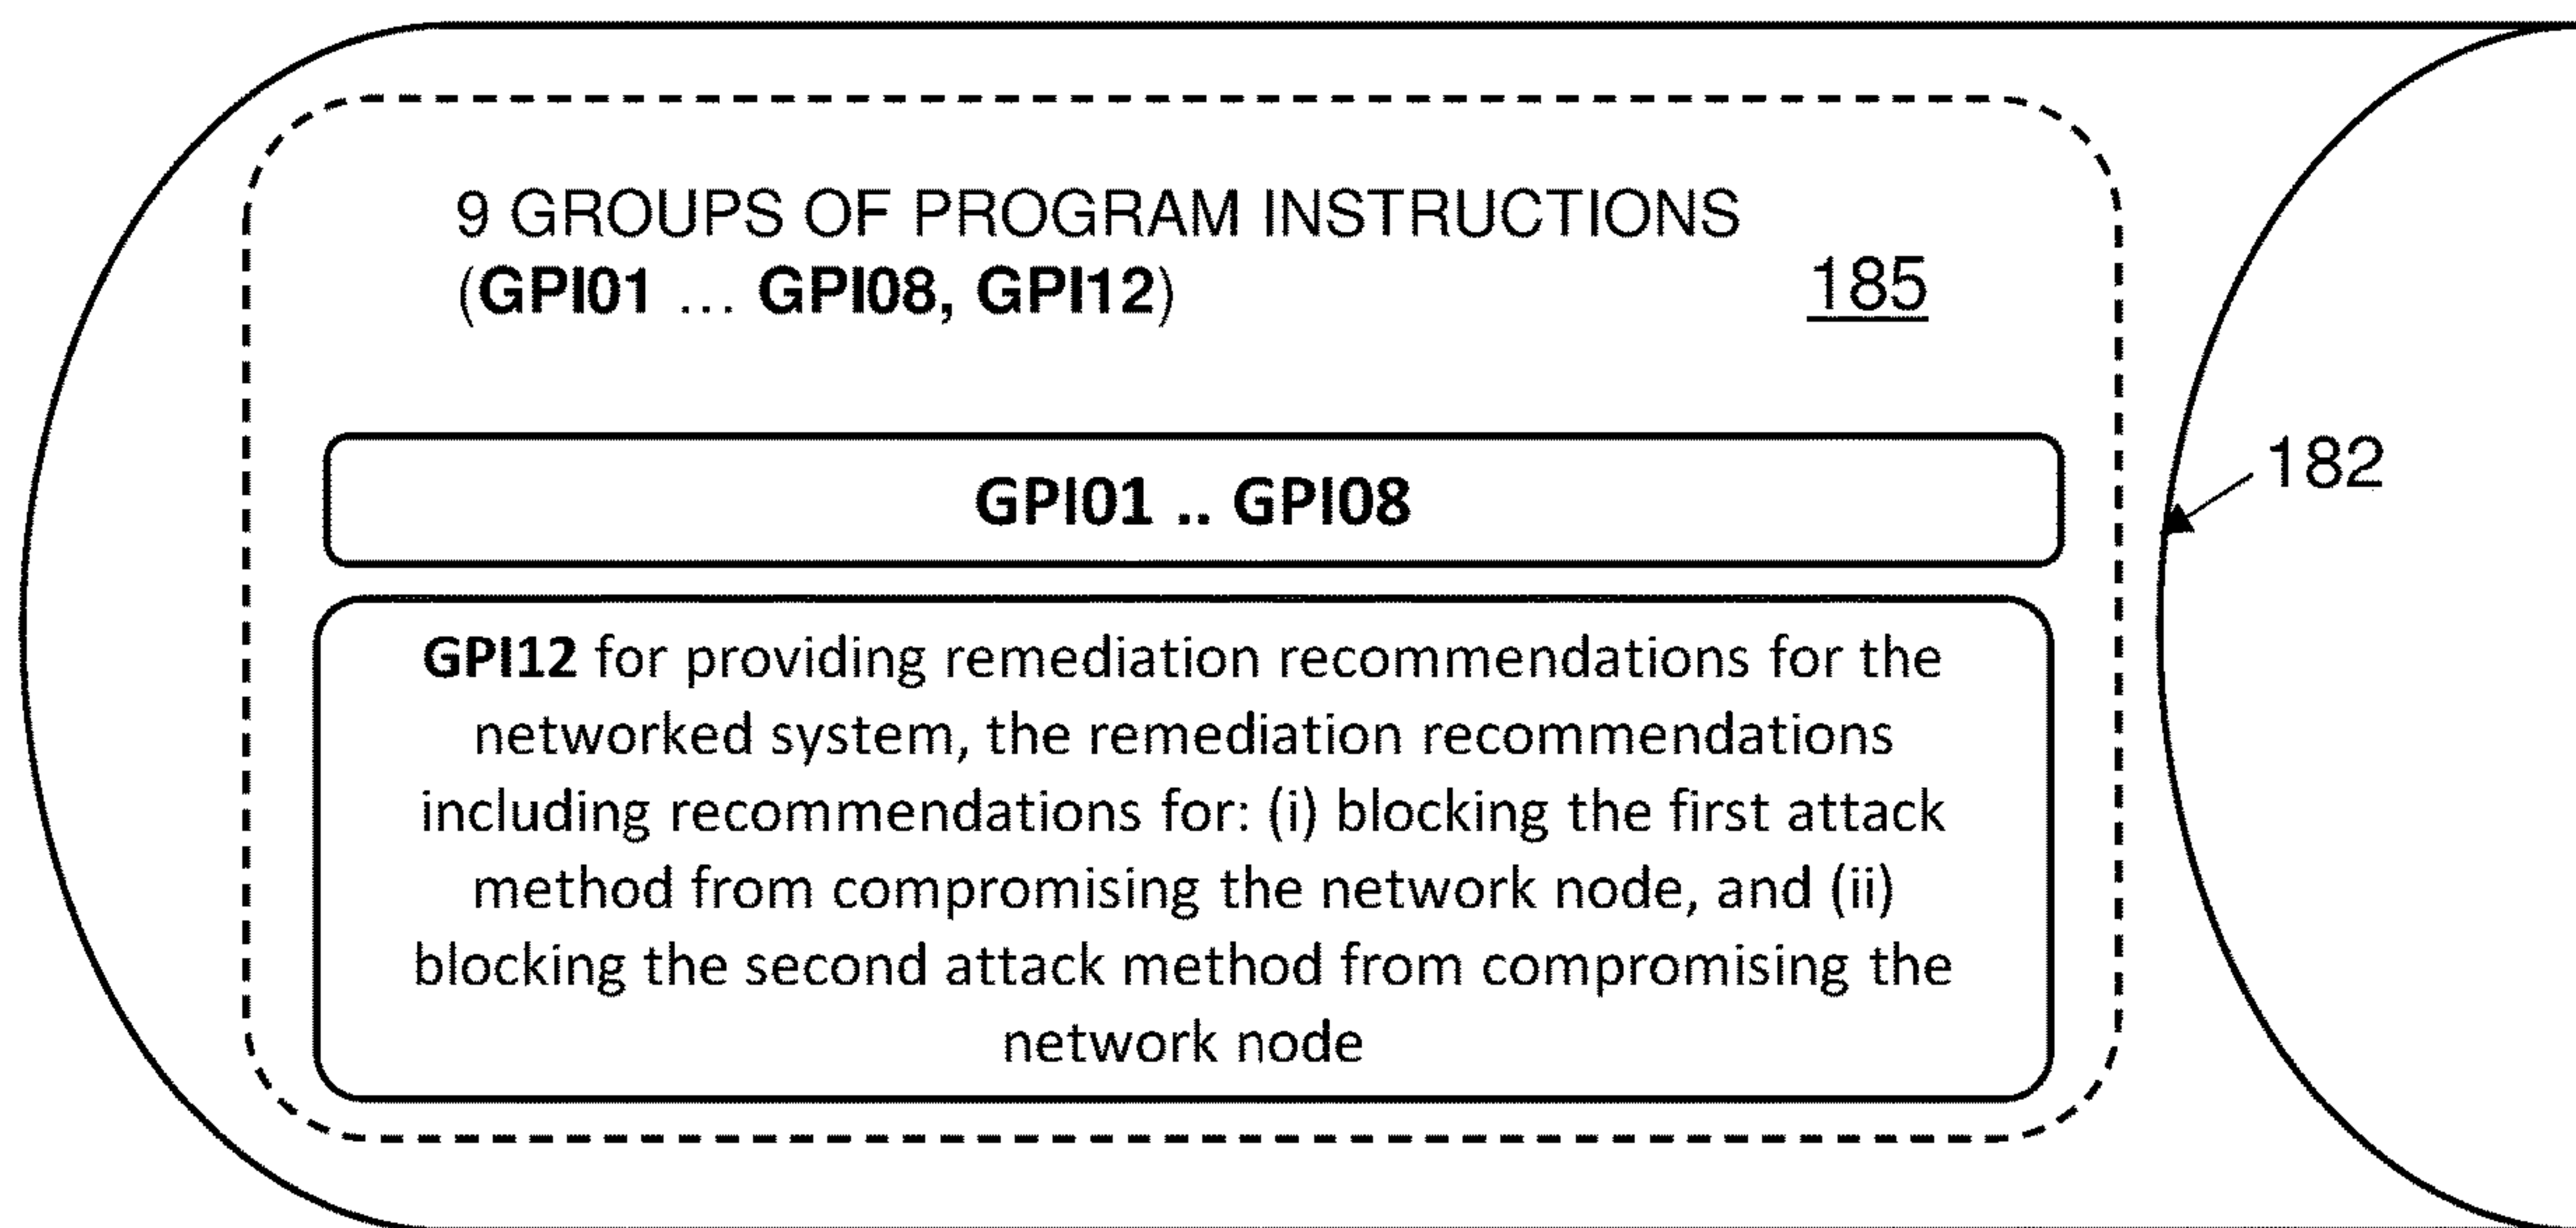 9 GROUPS OF PROGRAM INSTRUCTIONS
(GPI01 ... GPI08, GPI12)
185
GPI01 .. GPI08
182
GPI12 for providing remediation recommendations for the
networked system, the remediation recommendations
including recommendations for: (i) blocking the first attack
method from compromising the network node, and (ii)
blocking the second attack method from compromising the
network node